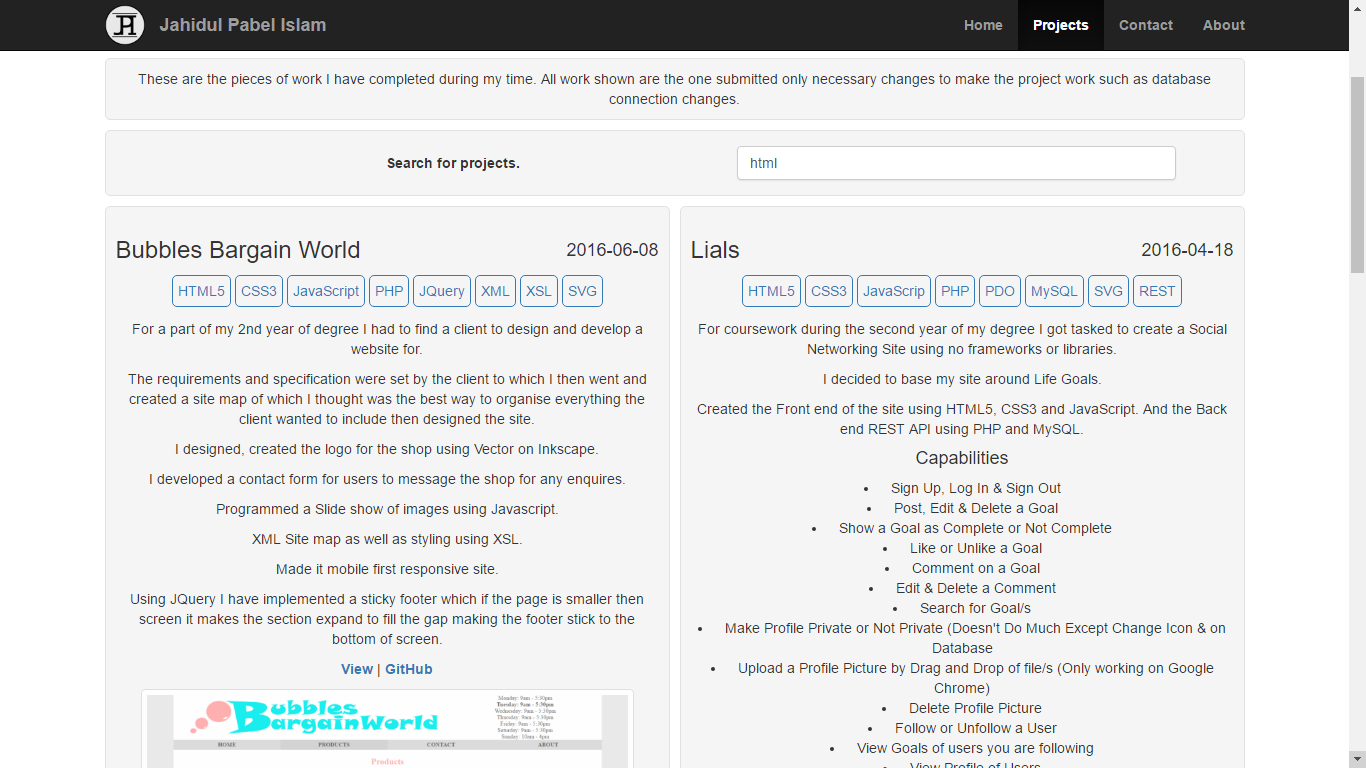 Jahidul Pabel Islam
Home Projects Contact About
These are the pieces of work I have completed during my time. All work shown are the one submitted only necessary changes to make the project work such as database
connection changes.
Search for projects.
html
Bubbles Bargain World
2016-06-08
HTML5 CSS3 JavaScript PHP JQuery XML XSL SVG
For a part of my 2nd year of degree I had to find a client to design and develop a
website for.
The requirements and specification were set by the client to which I then went and
created a site map of which I thought was the best way to organise everything the
client wanted to include then designed the site.
I designed, created the logo for the shop using Vector on Inkscape.
I developed a contact form for users to message the shop for any enquires.
Programmed a Slide show of images using Javascript.
XML Site map as well as styling using XSL.
Made it mobile first responsive site.
Using JQuery I have implemented a sticky footer which if the page is smaller then
screen it makes the section expand to fill the gap making the footer stick to the
bottom of screen.
View | GitHub
Bubbles
BargainWorld
Monday: 9am - 5:30pm
Tuesday: 9am - 5:30pm
Wednesday: 9am - 5:30pm
Thursday: 9am - 5:30pm
Friday: 9am - 5:30pm
Saturday: 9am - 5:30pm
Sunday: 10am - 4pm
HOME PRODUCTS CONTACT ABOUT
Products
Lials
2016-04-18
HTML5 CSS3 JavaScrip PHP PDO MySQL SVG REST
For coursework during the second year of my degree I got tasked to create a Social
Networking Site using no frameworks or libraries.
I decided to base my site around Life Goals.
Created the Front end of the site using HTML5, CSS3 and JavaScript. And the Back
end REST API using PHP and MySQL.
Capabilities
• Sign Up, Log In & Sign Out
• Post, Edit & Delete a Goal
• Show a Goal as Complete or Not Complete
• Like or Unlike a Goal
• Comment on a Goal
• Edit & Delete a Comment
• Search for Goal/s
• Make Profile Private or Not Private (Doesn't Do Much Except Change Icon & on
Database
• Upload a Profile Picture by Drag and Drop of file/s (Only working on Google
Chrome)
• Delete Profile Picture
• Follow or Unfollow a User
• View Goals of users you are following
• View Profile of Users